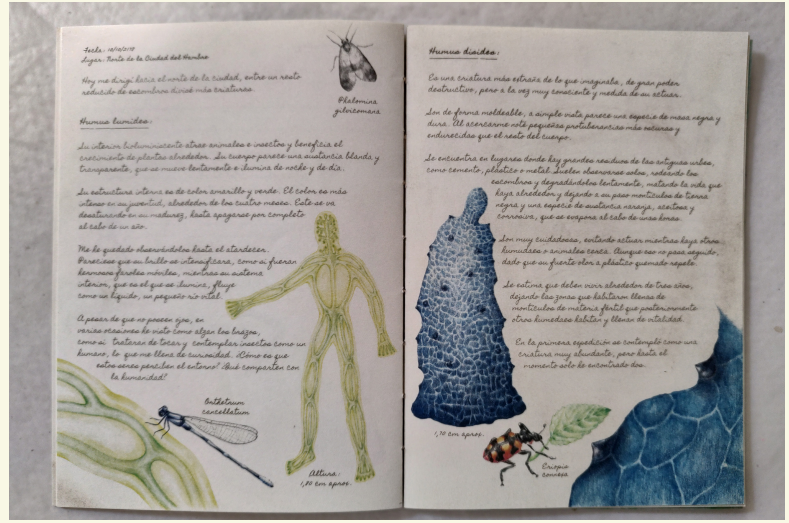 Fecha: 10/10/2178
Lugar: Norte de la Ciudad del Hambre.
Hoy me dirigí hacia el norte de la ciudad, entre un resto
reducido de escombros divisé más criaturas.
Humus lumides:
Su interior bioluminiscente atrae animales e insectos y beneficia el
crecimiento de plantas alrededor. Su cuerpo parece una sustancia blanda y
transparente, que se mueve lentamente e ilumina de noche y de día.
Su estructura interna es de color amarillo y verde. El color es más
intenso en su juventud, alrededor de los cuatro meses. Este se va
desaturando en su madurez, hasta apagarse por completo
al cabo de un año.
Me he quedado observándolos hasta el atardecer.
Pareciese que su brillo se intensificara, como si fueran
hermosos faroles móviles, mientras su sistema
interior, que es el que se ilumina, fluye
como un líquido, un pequeño río vital.
A pesar de que no poseen ojos, en
varias ocasiones he visto como alzan los brazos,
como si trataran de tocar y contemplar insectos como un
humano, lo que me llena de curiosidad. ¿Cómo es que
estos seres perciben el entorno? ¿Qué comparten con
la humanidad?
Phalomina
gilvicomana
Orthetrum
cancellatum
Altura:
1,80 cm aprox.
Humus dioides:
Es una criatura más extraña de lo que imaginaba, de gran poder
destructivo, pero a la vez muy consciente y medida de su actuar.
Son de forma moldeable, a simple vista parece una especie de masa negra y
dura. Al acercarme noté pequeñas protuberancias más oscuras y
endurecidas que el resto del cuerpo.
Se encuentra en lugares donde hay grandes residuos de las antiguas urbes,
como cemento, plástico o metal. Suelen observarse solos, rodeando los
escombros y degradándolos lentamente, matando la vida que
haya alrededor y dejando a su paso montículos de tierra
negra y una especie de sustancia naranja, aceitosa y
corrosiva, que se evapora al cabo de unas horas.
Son muy cuidadosos, evitando actuar mientras haya otros
humedaes o animales cerca. Aunque eso no pasa seguido,
dado que su fuerte olor a plástico quemado repele.
Se estima que deben vivir alrededor de tres años,
dejando las zonas que habitaron llenas de
montículos de materia fértil que posteriormente
otros humedaes habitan y llenan de vitalidad.
En la primera expedición se contempló como una
criatura muy abundante, pero hasta el
momento solo he encontrado dos.
1,70 cm aprox.